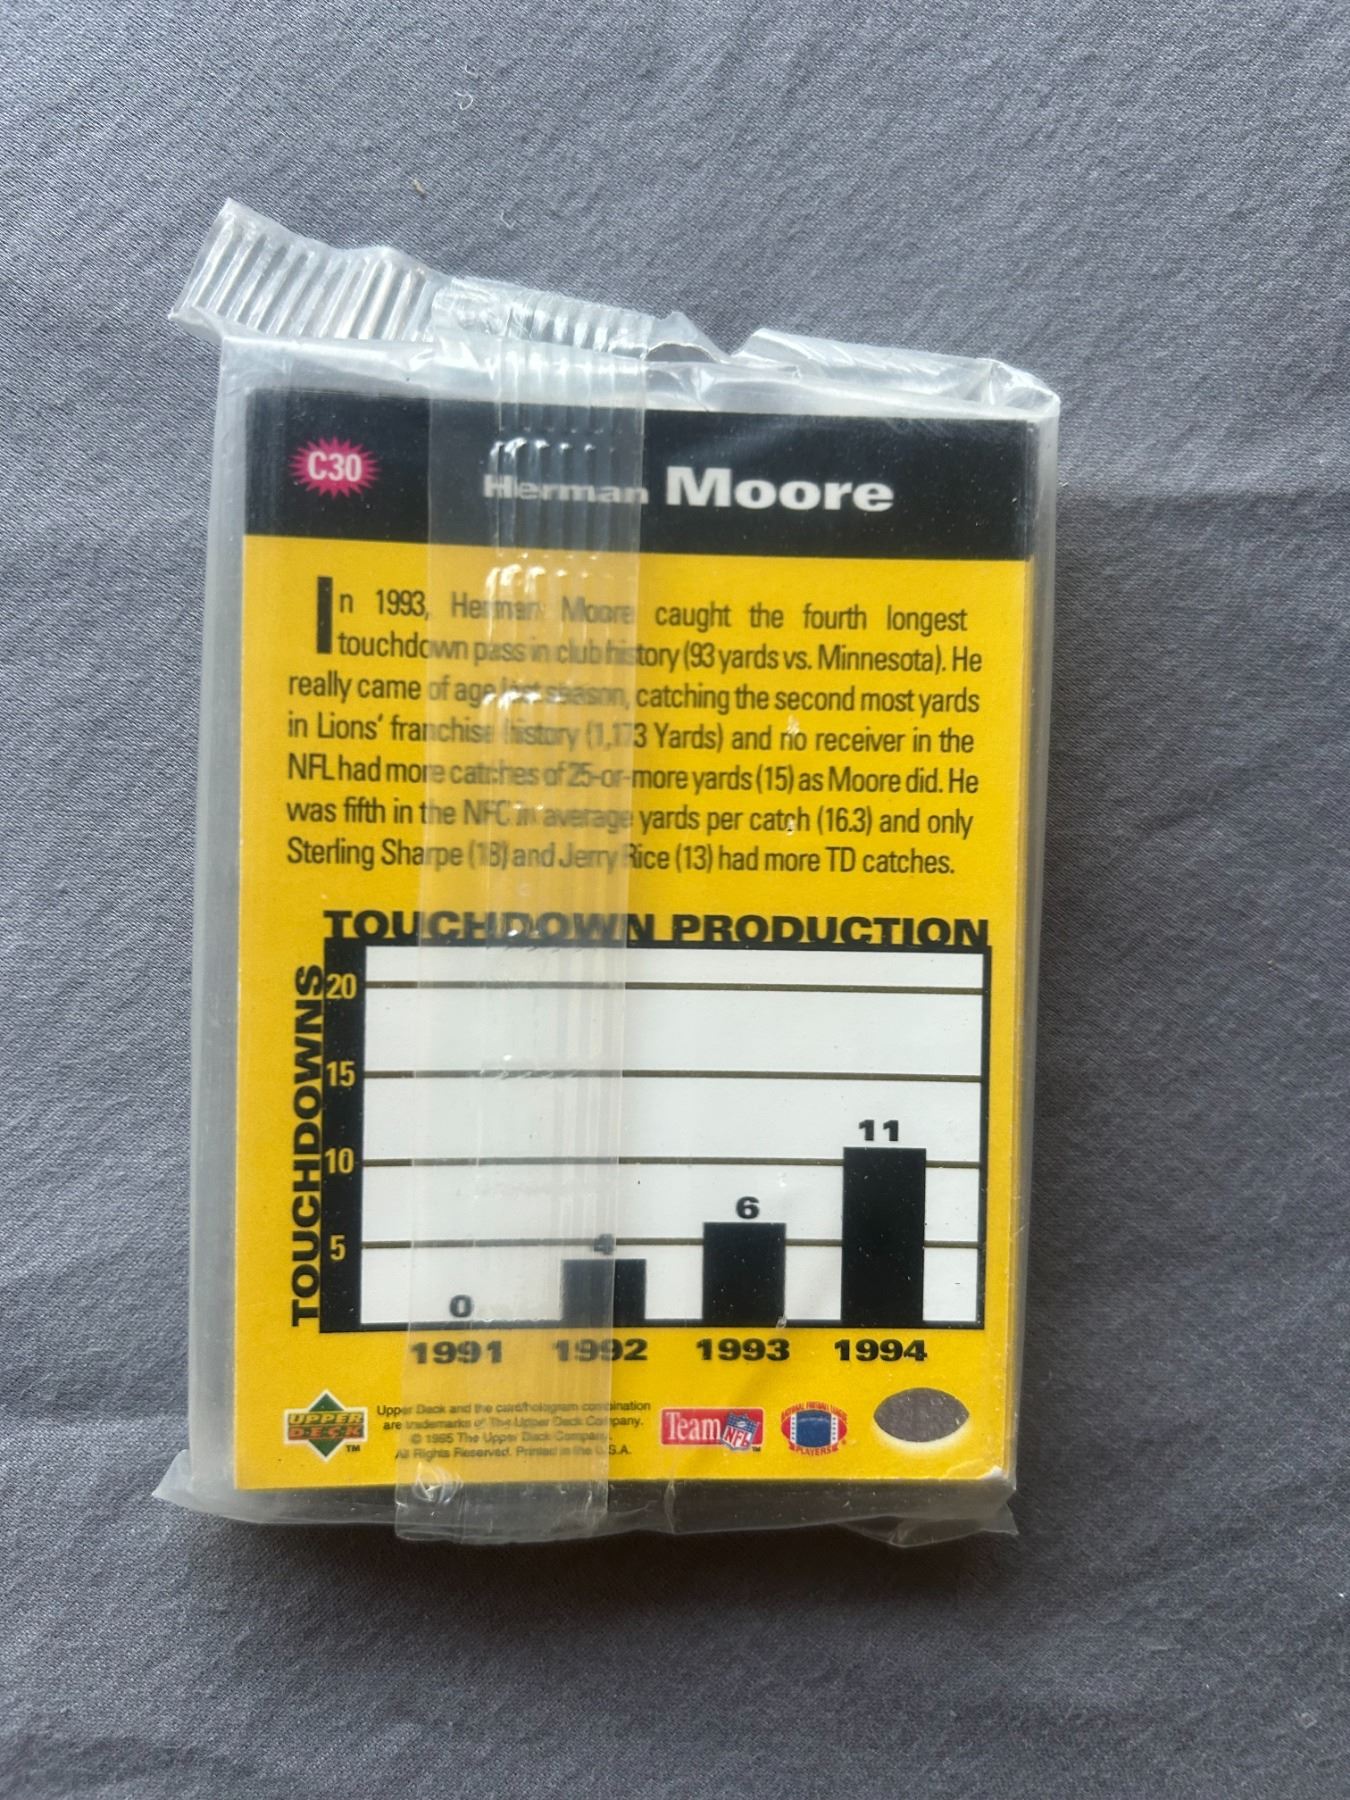 C30
Herman Moore
In 1993, Herman Moore caught the fourth longest
touchdown pass in club history (93 yards vs. Minnesota). He
really came of age last season, catching the second most yards
in Lions' franchise history (1,173 Yards) and no receiver in the
NFL had more catches of 25-or-more yards (15) as Moore did. He
was fifth in the NFC in average yards per catch (16.3) and only
Sterling Sharpe (18) and Jerry Rice (13) had more TD catches.
TOUCHDOWN PRODUCTION
TOUCHDOWNS
20
15
10
5
0
4
6
11
1991 1992 1993 1994
UPPER
DECK
TM
Upper Deck and the card/hologram combination
are trademarks of The Upper Deck Company.
© 1995 The Upper Deck Company.
All Rights Reserved. Printed in the U.S.A.
Team NFL
NATIONAL FOOTBALL LEAGUE
PLAYERS